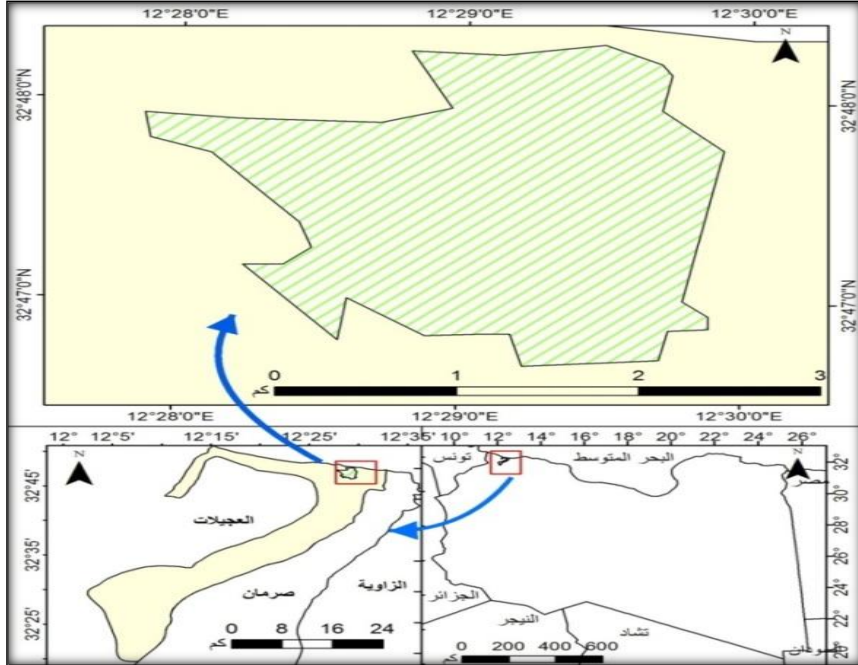 12°28'0"E 12°29'0"E 12°30'0"E
N
32°48'0"N 32°48'0"N
32°47'0"N 32°47'0"N
0 1 2 3
كم
12°28'0"E 12°29'0"E 12°30'0"E
12° 12°5' 12°15' 12°25' 12°35'
N
32°45'
32°35'
32°25'
العجيلات
صرمان
الزاوية
0 8 16 24
كم
10° 12° 14° 16° 18° 20° 22° 24° 26°
N
تونس
البحر المتوسط
مصر
32°
30°
28°
26°
24°
22°
20°
الجزائر
النيجر
تشاد
السودان
0 200 400 600
كم